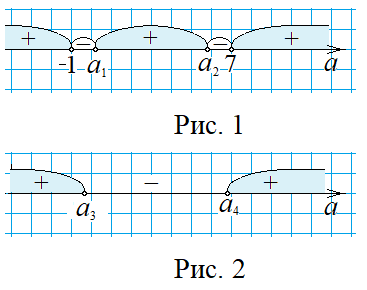 + − + − +
-1 a₁ a₂ 7 a
Рис. 1
+ − +
a₃ a₄ a
Рис. 2